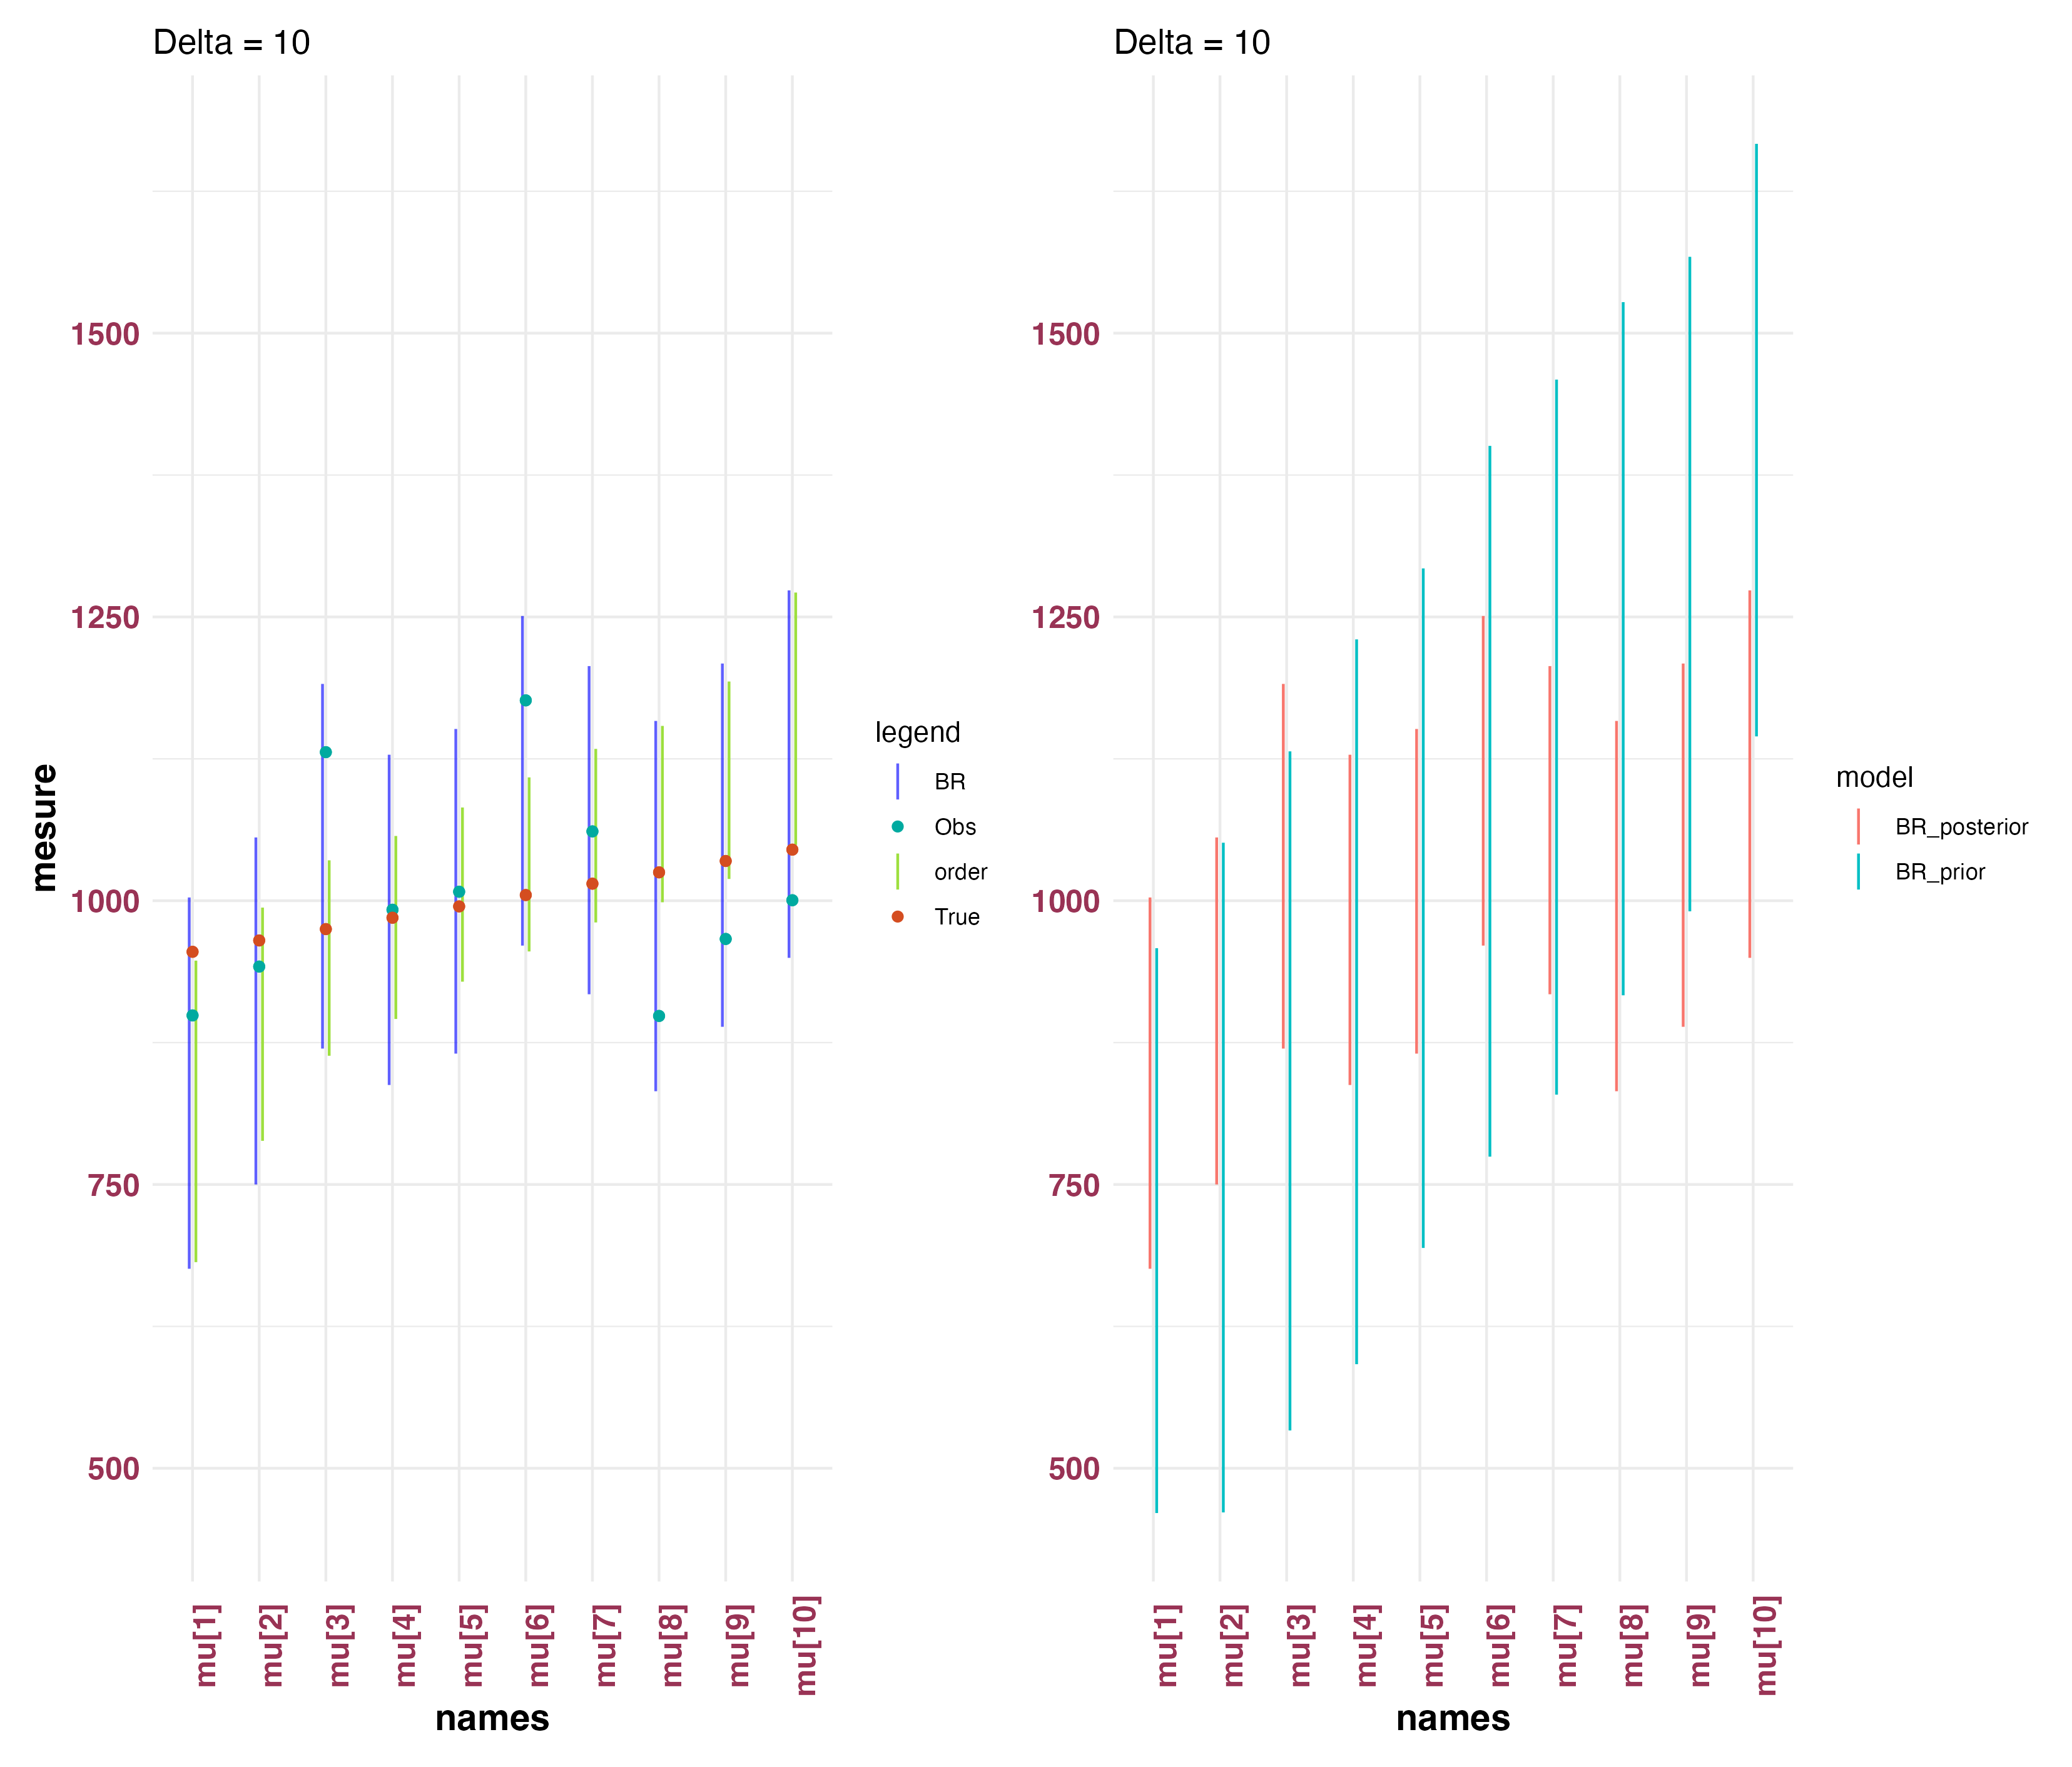 Delta = 10
mesure
1500
1250
1000
750
500
mu[1]
mu[2]
mu[3]
mu[4]
mu[5]
mu[6]
mu[7]
mu[8]
mu[9]
mu[10]
names
legend
BR
Obs
order
True
Delta = 10
1500
1250
1000
750
500
mu[1]
mu[2]
mu[3]
mu[4]
mu[5]
mu[6]
mu[7]
mu[8]
mu[9]
mu[10]
names
model
BR_posterior
BR_prior